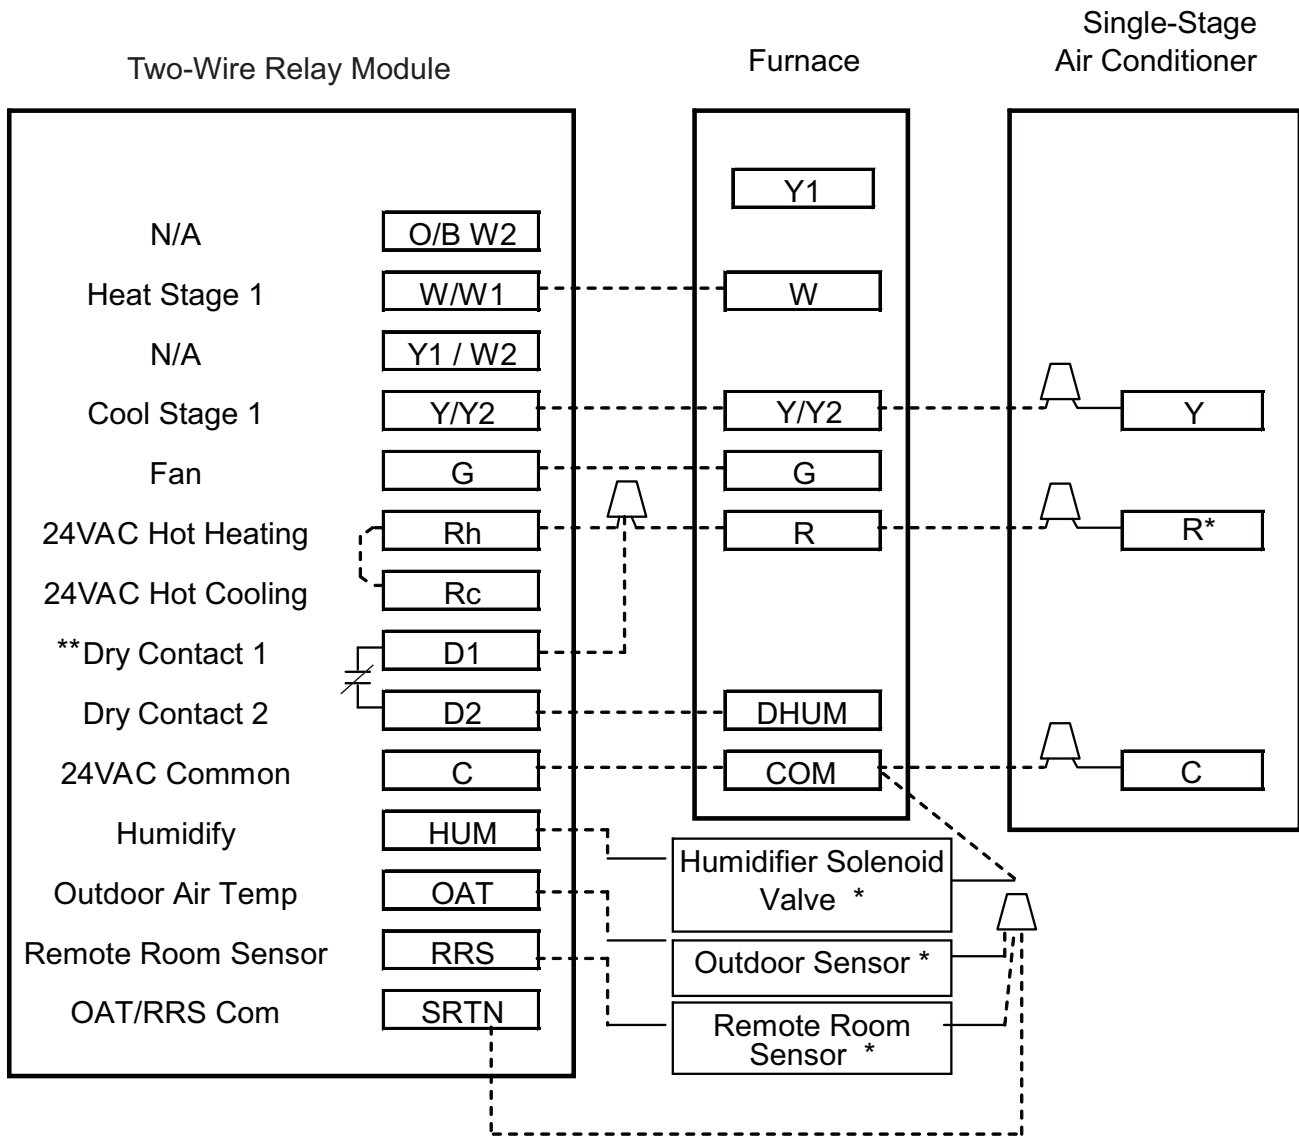 Single-Stage
Two-Wire Relay Module Furnace Air Conditioner
Y1
N/A O/B W2
Heat Stage 1 W/W1 W
N/A Y1 / W2
Cool Stage 1 Y/Y2 Y/Y2 Y
Fan G G
24VAC Hot Heating Rh R R*
24VAC Hot Cooling Rc
**Dry Contact 1 D1
Dry Contact 2 D2 DHUM
24VAC Common C COM C
Humidify HUM
Humidifier Solenoid
Valve *
Outdoor Air Temp OAT
Remote Room Sensor RRS
Outdoor Sensor *
OAT/RRS Com SRTN
Remote Room
Sensor *